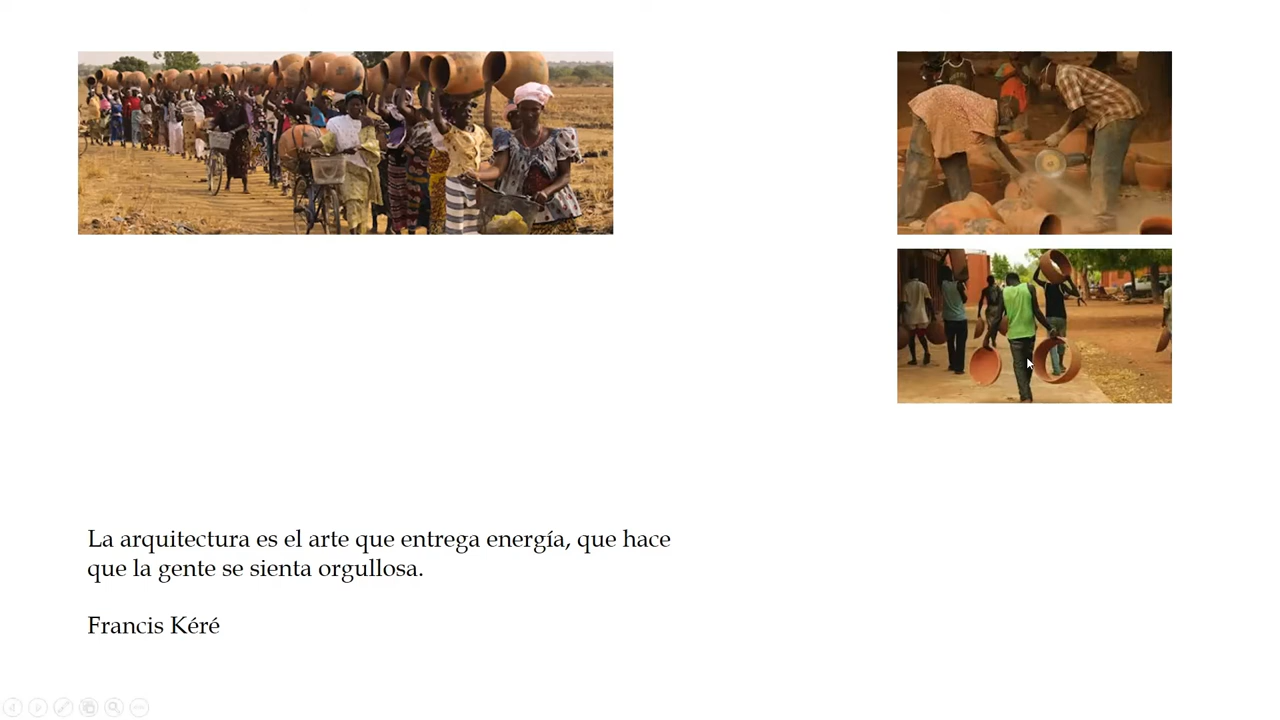 La arquitectura es el arte que entrega energía, que hace
que la gente se sienta orgullosa.
Francis Kéré